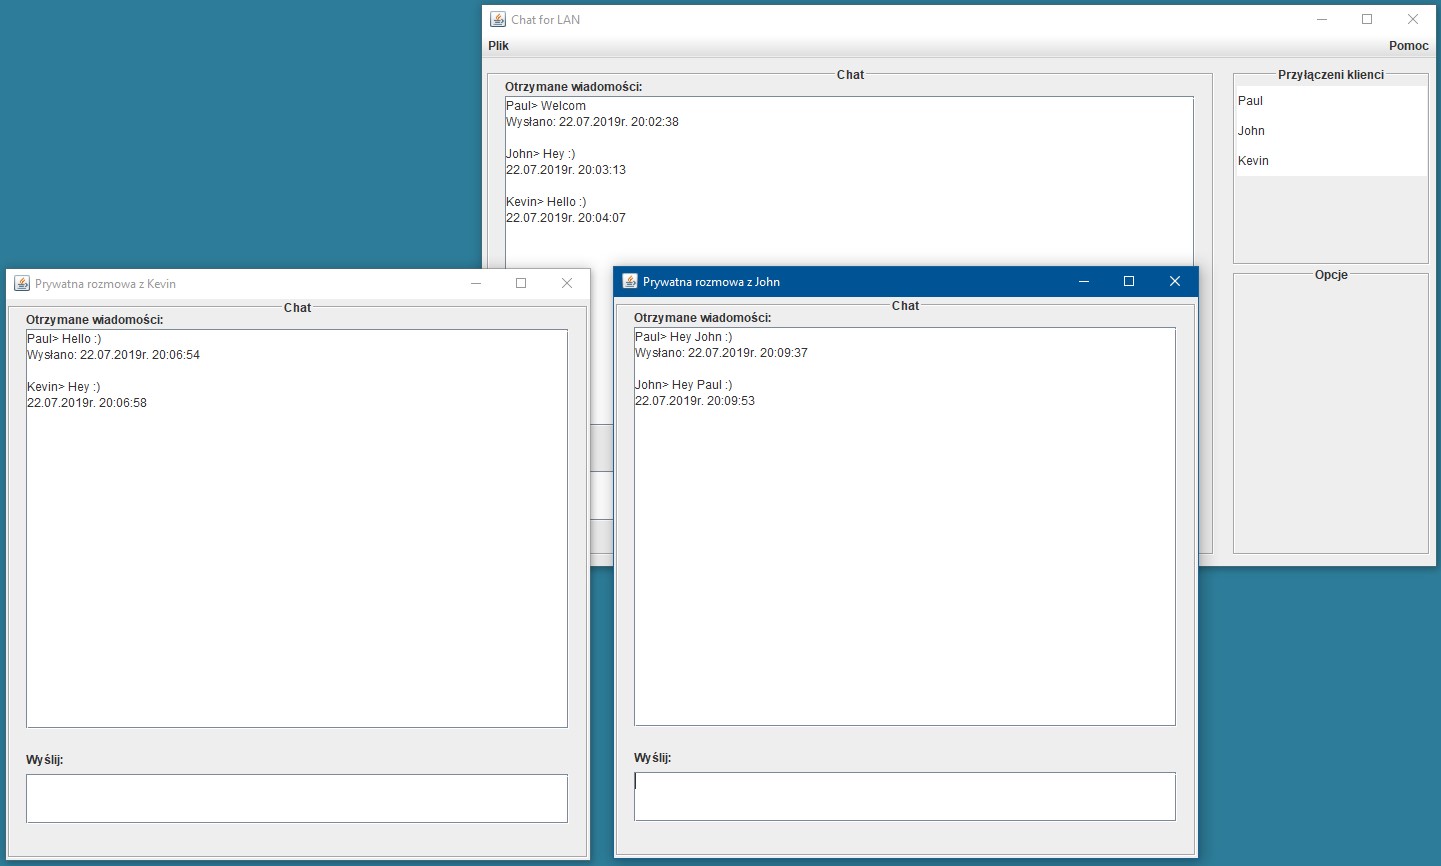 Chat for LAN
Plik
Pomoc
Chat
Otrzymane wiadomości:
Paul> Welcom
Wysłano: 22.07.2019r. 20:02:38
John> Hey :)
22.07.2019r. 20:03:13
Kevin> Hello :)
22.07.2019r. 20:04:07
Przyłączeni klienci
Paul
John
Kevin
Opcje
Prywatna rozmowa z Kevin
Chat
Otrzymane wiadomości:
Paul> Hello :)
Wysłano: 22.07.2019r. 20:06:54
Kevin> Hey :)
22.07.2019r. 20:06:58
Wyślij:
Prywatna rozmowa z John
Chat
Otrzymane wiadomości:
Paul> Hey John :)
Wysłano: 22.07.2019r. 20:09:37
John> Hey Paul :)
22.07.2019r. 20:09:53
Wyślij: